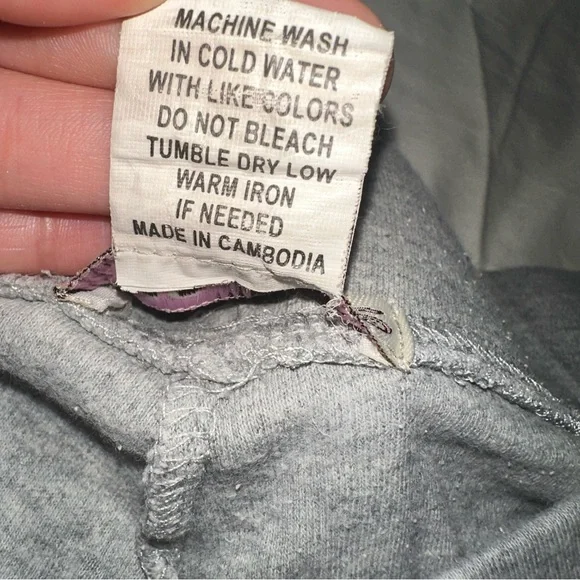 MACHINE WASH
IN COLD WATER
WITH LIKE COLORS
DO NOT BLEACH
TUMBLE DRY LOW
WARM IRON
IF NEEDED
MADE IN CAMBODIA